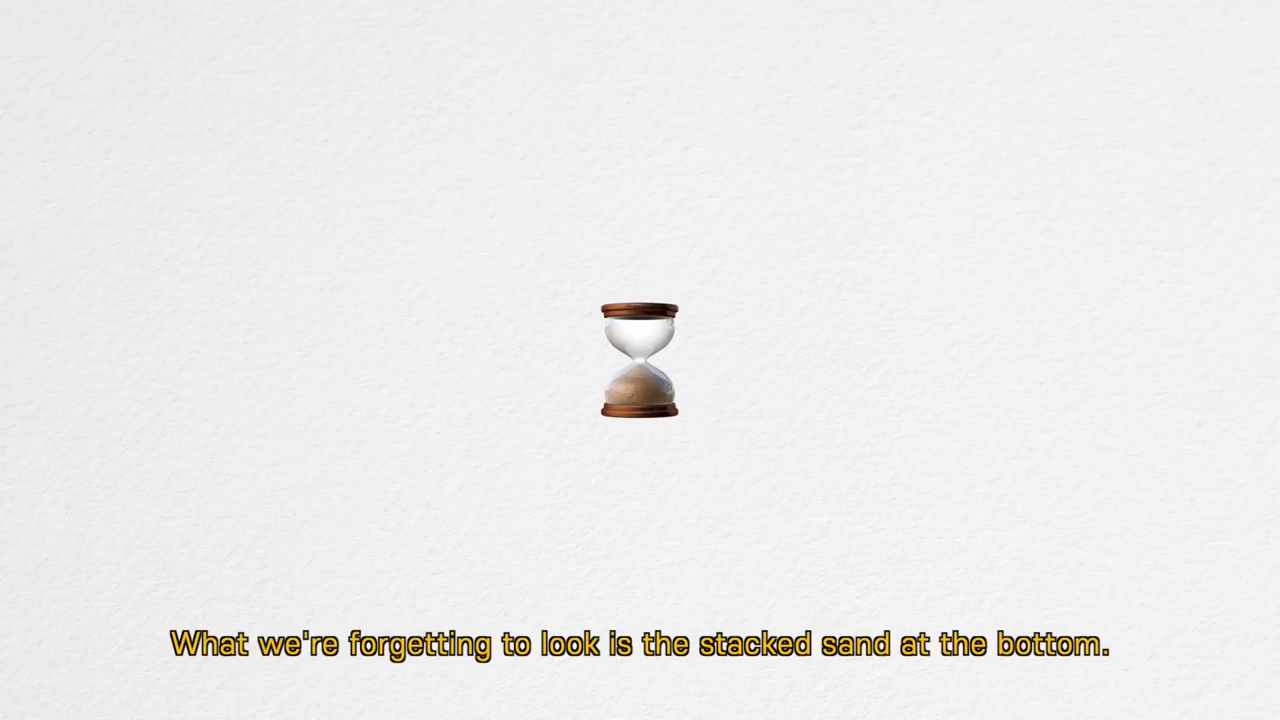 What we're forgetting to look is the stacked sand at the bottom.